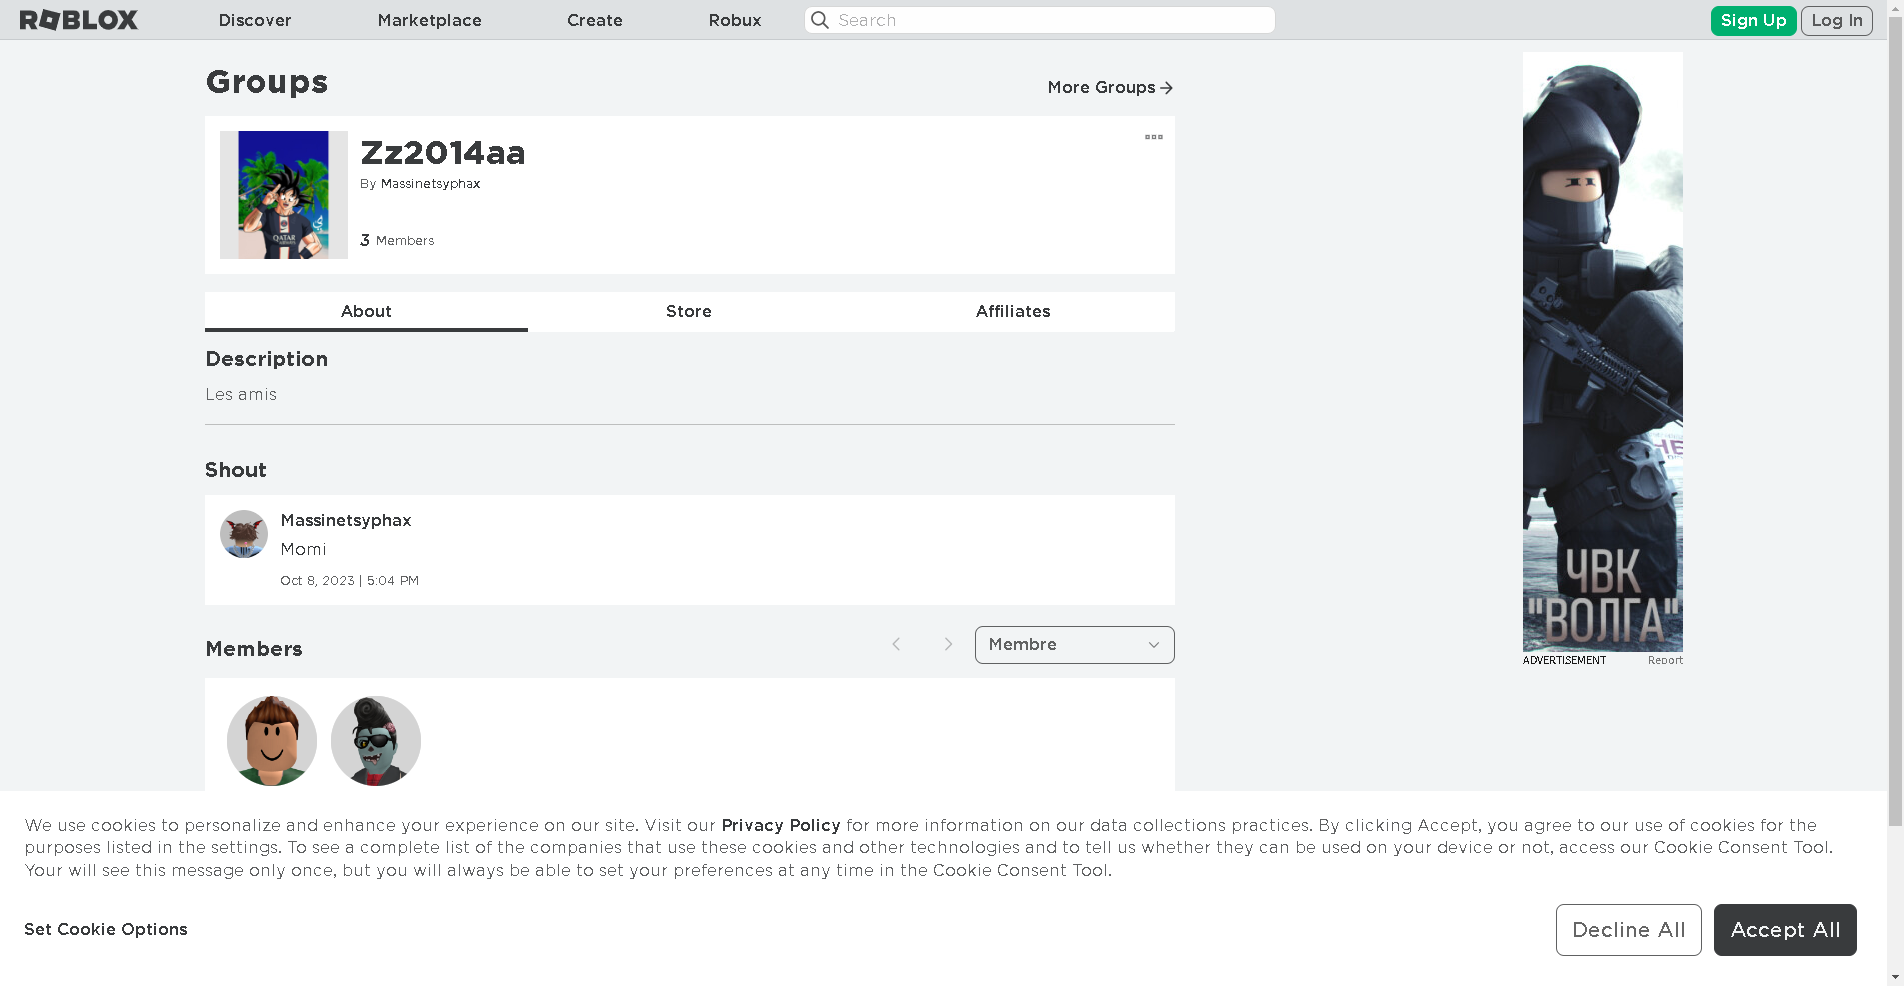 ROBLOX
Discover
Marketplace
Create
Robux
Search
Sign Up
Log In
Groups
More Groups
Zz2014aa
By Massinetsyphax
QATAR
3 Members
About
Store
Affiliates
Description
Les amis
Shout
Massinetsyphax
Momi
Oct 8, 2023 | 5:04 PM
Members
Membre
ЧВК
"ВОЛГА"
ADVERTISEMENT
Report
We use cookies to personalize and enhance your experience on our site. Visit our Privacy Policy for more information on our data collections practices. By clicking Accept, you agree to our use of cookies for the
purposes listed in the settings. To see a complete list of the companies that use these cookies and other technologies and to tell us whether they can be used on your device or not, access our Cookie Consent Tool.
Your will see this message only once, but you will always be able to set your preferences at any time in the Cookie Consent Tool.
Set Cookie Options
Decline All
Accept All